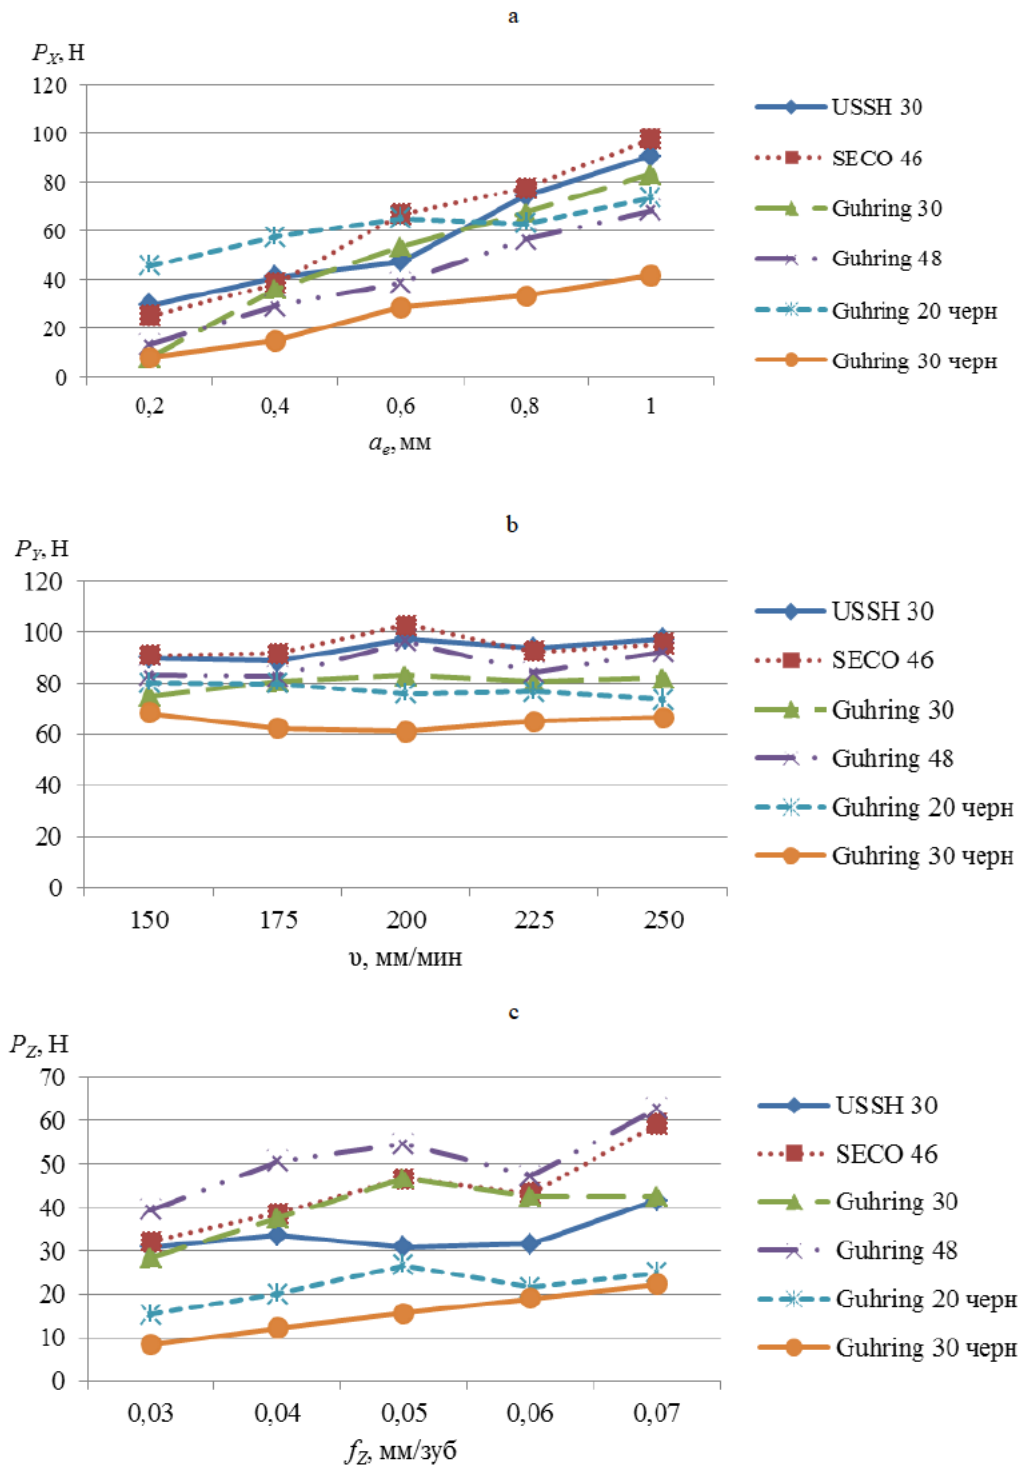 a
P_X, Н
120
100
80
60
40
20
0
0,2 0,4 0,6 0,8 1
a_e, мм
USSH 30
SECO 46
Guhring 30
Guhring 48
Guhring 20 черн
Guhring 30 черн
b
P_Y, Н
120
100
80
60
40
20
0
150 175 200 225 250
υ, мм/мин
USSH 30
SECO 46
Guhring 30
Guhring 48
Guhring 20 черн
Guhring 30 черн
c
P_Z, Н
70
60
50
40
30
20
10
0
0,03 0,04 0,05 0,06 0,07
f_Z, мм/зуб
USSH 30
SECO 46
Guhring 30
Guhring 48
Guhring 20 черн
Guhring 30 черн